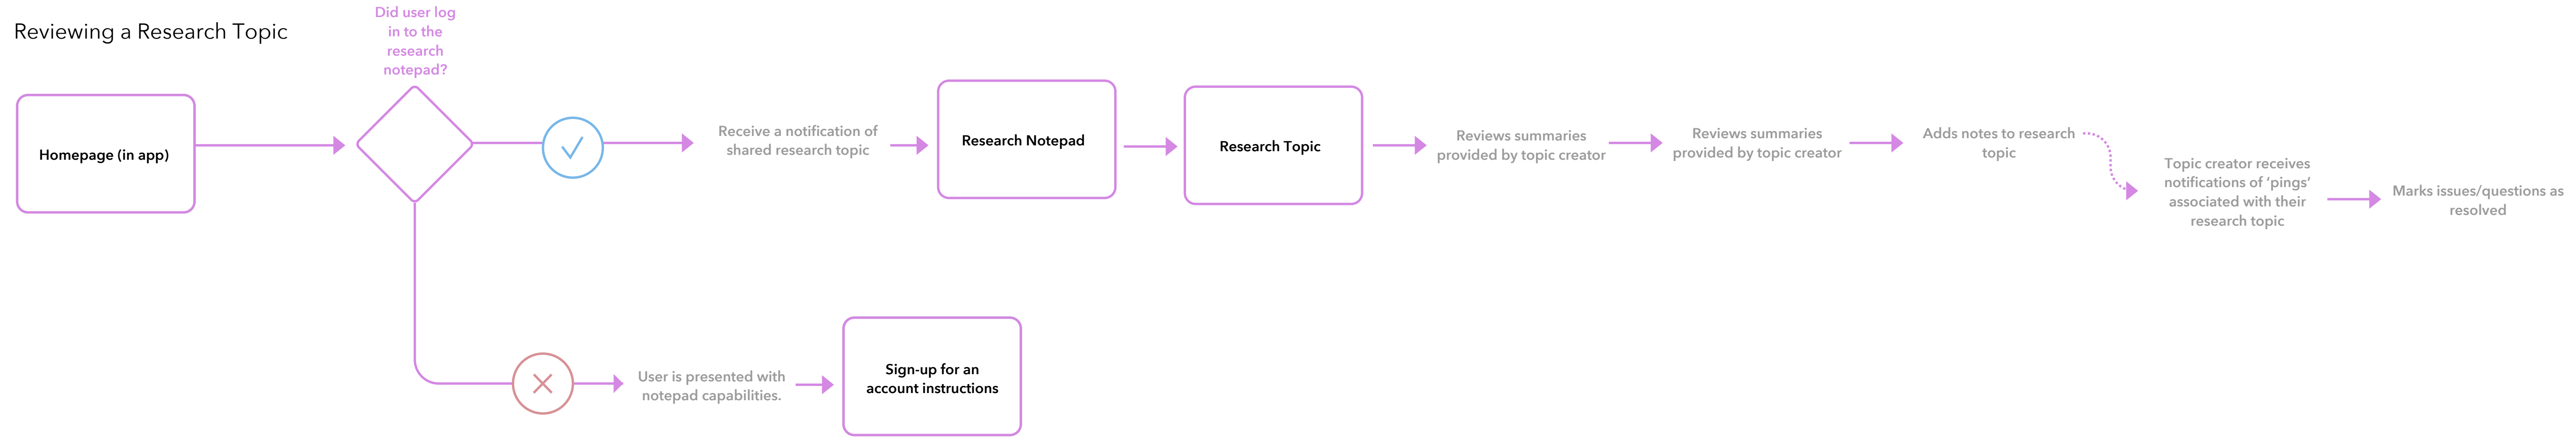 Reviewing a Research Topic
Did user log
in to the
research
notepad?
Homepage (in app)
Receive a notification of
shared research topic
Research Notepad
Research Topic
Reviews summaries
provided by topic creator
Reviews summaries
provided by topic creator
Adds notes to research
topic
Topic creator receives
notifications of ‘pings’
associated with their
research topic
Marks issues/questions as
resolved
User is presented with
notepad capabilities.
Sign-up for an
account instructions